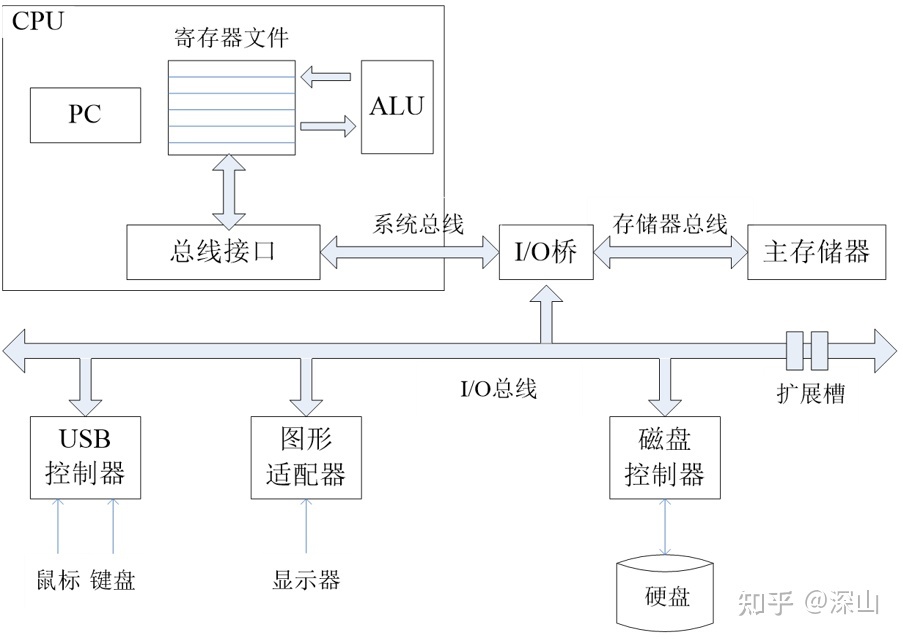 CPU
寄存器文件
PC
ALU
总线接口
系统总线
I/O桥
存储器总线
主存储器
I/O总线
扩展槽
USB
控制器
图形
适配器
磁盘
控制器
鼠标 键盘
显示器
硬盘
知乎 @深山